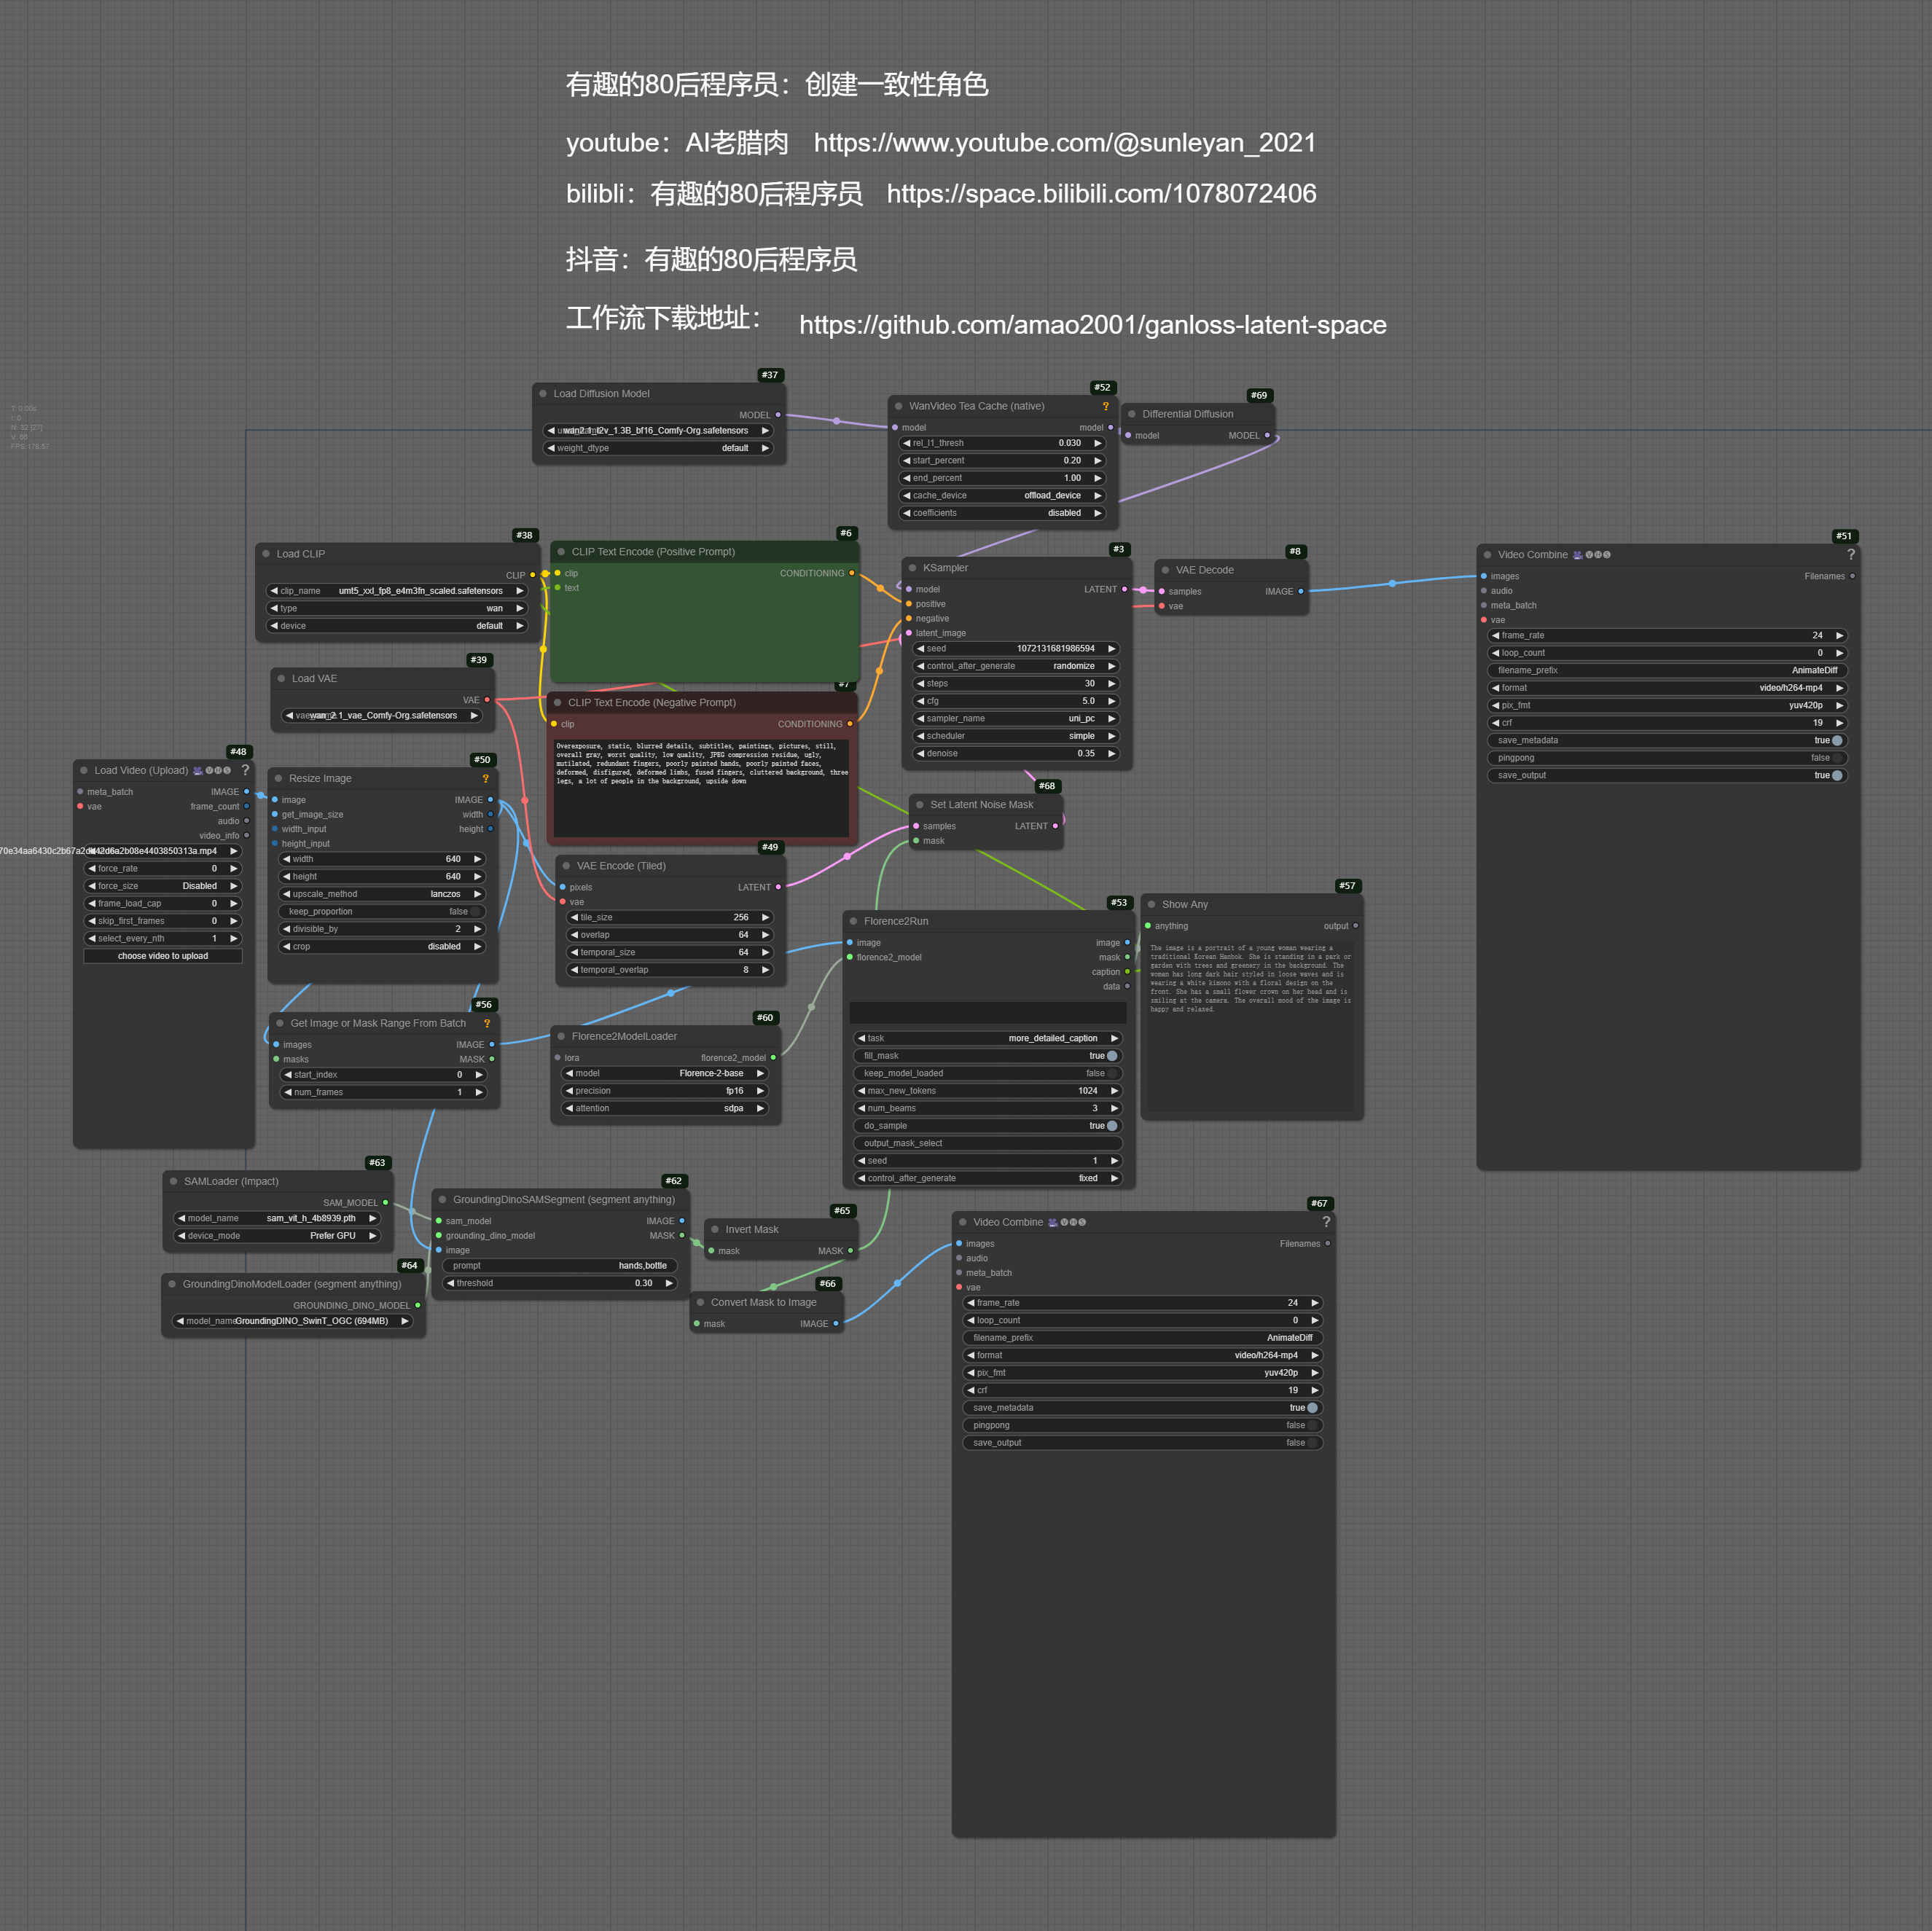 有趣的80后程序员：创建一致性角色
youtube：AI老腊肉 https://www.youtube.com/@sunleyan_2021
bilibli：有趣的80后程序员 https://space.bilibili.com/1078072406
抖音：有趣的80后程序员
工作流下载地址： https://github.com/amao2001/ganloss-latent-space
T: 0.00s
I: 0
N: 32 [27]
V: 68
FPS:178.57
#37
Load Diffusion Model
MODEL
wan2.1_t2v_1.3B_bf16_Comfy-Org.safetensors
weight_dtype default
#52
WanVideo Tea Cache (native) ?
model model
rel_l1_thresh 0.030
start_percent 0.20
end_percent 1.00
cache_device offload_device
coefficients disabled
#69
Differential Diffusion
model MODEL
#38
Load CLIP
CLIP
clip_name umt5_xxl_fp8_e4m3fn_scaled.safetensors
type wan
device default
#6
CLIP Text Encode (Positive Prompt)
clip CONDITIONING
text
#3
KSampler
model LATENT
positive
negative
latent_image
seed 1072131681986594
control_after_generate randomize
steps 30
cfg 5.0
sampler_name uni_pc
scheduler simple
denoise 0.35
#8
VAE Decode
samples IMAGE
vae
#51
Video Combine ?
images Filenames
audio
meta_batch
vae
frame_rate 24
loop_count 0
filename_prefix AnimateDiff
format video/h264-mp4
pix_fmt yuv420p
crf 19
save_metadata true
pingpong false
save_output true
#39
Load VAE
VAE
wan_2.1_vae_Comfy-Org.safetensors
#7
CLIP Text Encode (Negative Prompt)
clip CONDITIONING
Overexposure, static, blurred details, subtitles, paintings, pictures, still,
overall gray, worst quality, low quality, JPEG compression residue, ugly,
mutilated, redundant fingers, poorly painted hands, poorly painted faces,
deformed, disfigured, deformed limbs, fused fingers, cluttered background, three
legs, a lot of people in the background, upside down
#48
Load Video (Upload) ?
meta_batch IMAGE
vae frame_count
audio
video_info
force_rate 0
force_size Disabled
frame_load_cap 0
skip_first_frames 0
select_every_nth 1
choose video to upload
#50
Resize Image ?
image IMAGE
get_image_size width
width_input height
height_input
width 640
height 640
upscale_method lanczos
keep_proportion false
divisible_by 2
crop disabled
#68
Set Latent Noise Mask
samples LATENT
mask
#49
VAE Encode (Tiled)
pixels LATENT
vae
tile_size 256
overlap 64
temporal_size 64
temporal_overlap 8
#53
Florence2Run
image image
florence2_model mask
caption
data
task more_detailed_caption
fill_mask true
keep_model_loaded false
max_new_tokens 1024
num_beams 3
do_sample true
output_mask_select
seed 1
control_after_generate fixed
#57
Show Any
anything output
The image is a portrait of a young woman wearing a
traditional Korean Hanbok. She is standing in a park or
garden with trees and greenery in the background. The
woman has long dark hair styled in loose waves and is
wearing a white kimono with a floral design on the
front. She has a small flower crown on her head and is
smiling at the camera. The overall mood of the image is
happy and relaxed.
#56
Get Image or Mask Range From Batch ?
images IMAGE
masks MASK
start_index 0
num_frames 1
#60
Florence2ModelLoader
lora florence2_model
model Florence-2-base
precision fp16
attention sdpa
#63
SAMLoader (Impact)
SAM_MODEL
model_name sam_vit_h_4b8939.pth
device_mode Prefer GPU
#62
GroundingDinoSAMSegment (segment anything)
sam_model IMAGE
grounding_dino_model MASK
image
prompt hands,bottle
threshold 0.30
#65
Invert Mask
mask MASK
#64
GroundingDinoModelLoader (segment anything)
GROUNDING_DINO_MODEL
model_name GroundingDINO_SwinT_OGC (694MB)
#66
Convert Mask to Image
mask IMAGE
#67
Video Combine ?
images Filenames
audio
meta_batch
vae
frame_rate 24
loop_count 0
filename_prefix AnimateDiff
format video/h264-mp4
pix_fmt yuv420p
crf 19
save_metadata true
pingpong false
save_output false